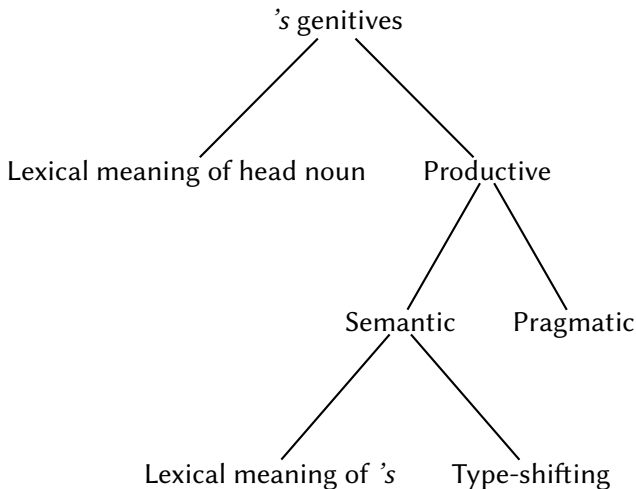 ’s genitives
Lexical meaning of head noun Productive
Semantic Pragmatic
Lexical meaning of ’s Type-shifting